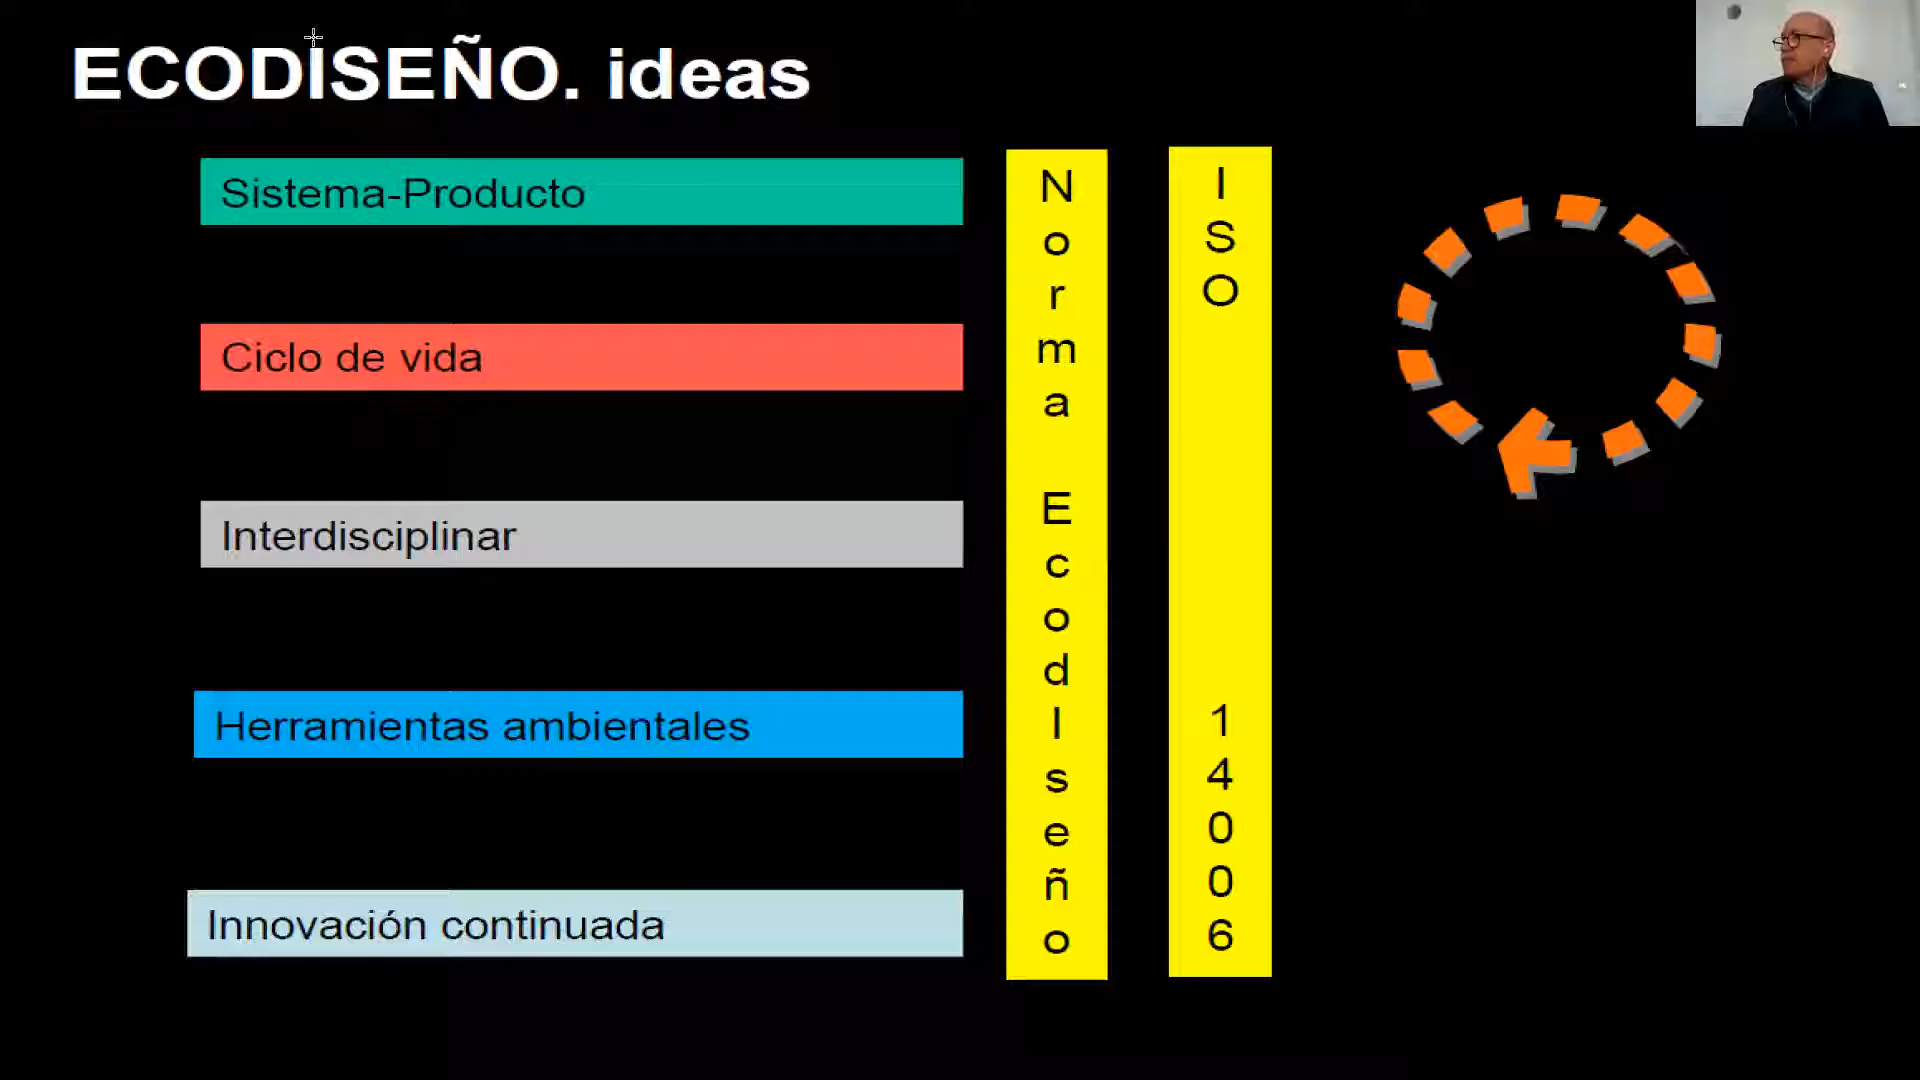 ECODISEÑO. ideas
Sistema-Producto
Ciclo de vida
Interdisciplinar
Herramientas ambientales
Innovación continuada
Norma EcodIseño
ISO 14006